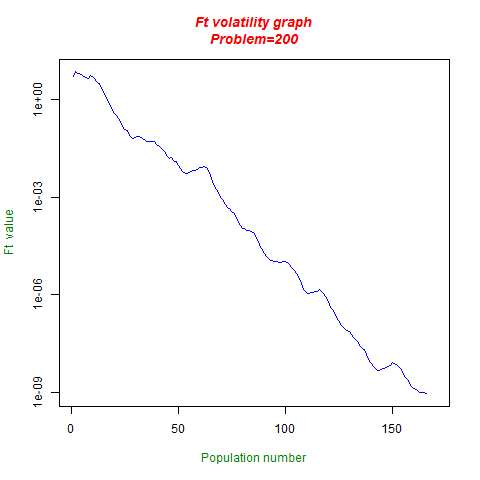 Ft volatility graph
Problem=200
1e+00
1e-03
1e-06
1e-09
Ft value
0 50 100 150
Population number